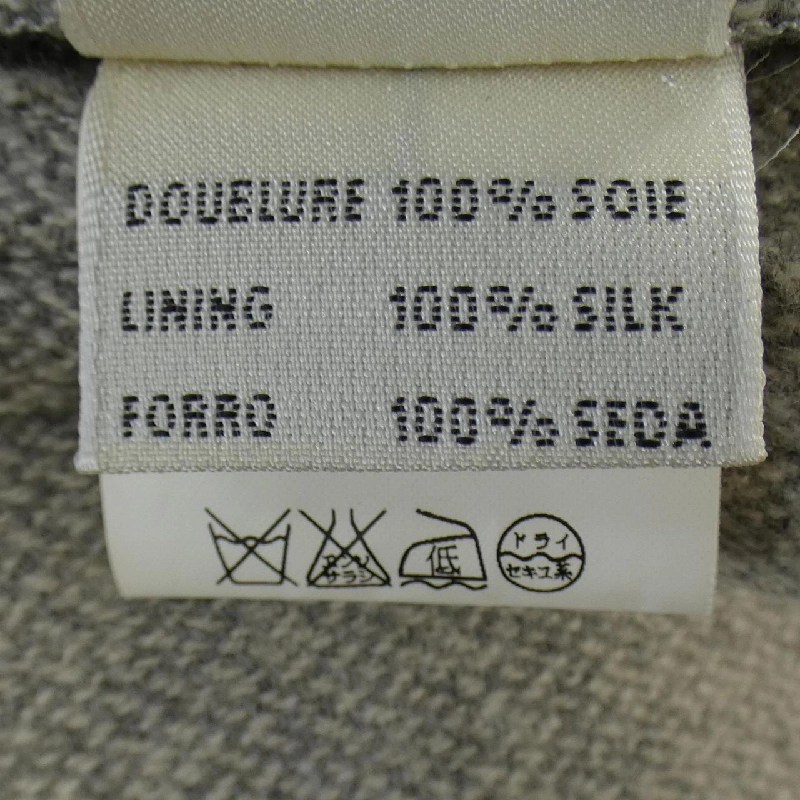 DOUBLURE 100% SOIE
LINING 100% SILK
FORRO 100% SEDA
エンソ
サラシ
低
ドライ
セキユ系